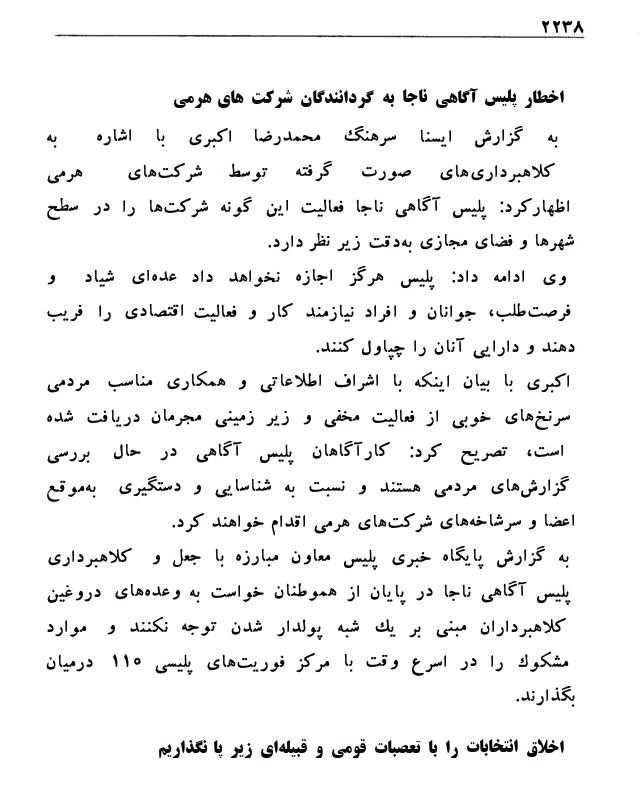 ۲۲۳۸
اخطار پلیس آگاهی ناجا به گردانندگان شرکت های هرمی
به گزارش ایسنا سرهنگ محمدرضا اکبری با اشاره به
کلاهبرداری‌های صورت گرفته توسط شرکت‌های هرمی
اظهارکرد: پلیس آگاهی ناجا فعالیت این گونه شرکت‌ها را در سطح
شهرها و فضای مجازی به‌دقت زیر نظر دارد.
وی ادامه داد: پلیس هرگز اجازه نخواهد داد عده‌ای شیاد و
فرصت‌طلب، جوانان و افراد نیازمند کار و فعالیت اقتصادی را فریب
دهند و دارایی آنان را چپاول کنند.
اکبری با بیان اینکه با اشراف اطلاعاتی و همکاری مناسب مردمی
سرنخ‌های خوبی از فعالیت مخفی و زیر زمینی مجرمان دریافت شده
است، تصریح کرد: کارآگاهان پلیس آگاهی در حال بررسی
گزارش‌های مردمی هستند و نسبت به شناسایی و دستگیری به‌موقع
اعضا و سرشاخه‌های شرکت‌های هرمی اقدام خواهند کرد.
به گزارش پایگاه خبری پلیس معاون مبارزه با جعل و کلاهبرداری
پلیس آگاهی ناجا در پایان از هموطنان خواست به وعده‌های دروغین
کلاهبرداران مبنی بر یك شبه پولدار شدن توجه نکنند و موارد
مشکوك را در اسرع وقت با مرکز فوریت‌های پلیسی ۱۱۰ درمیان
بگذارند.
اخلاق انتخابات را با تعصبات قومی و قبیله‌ای زیر پا نگذاریم